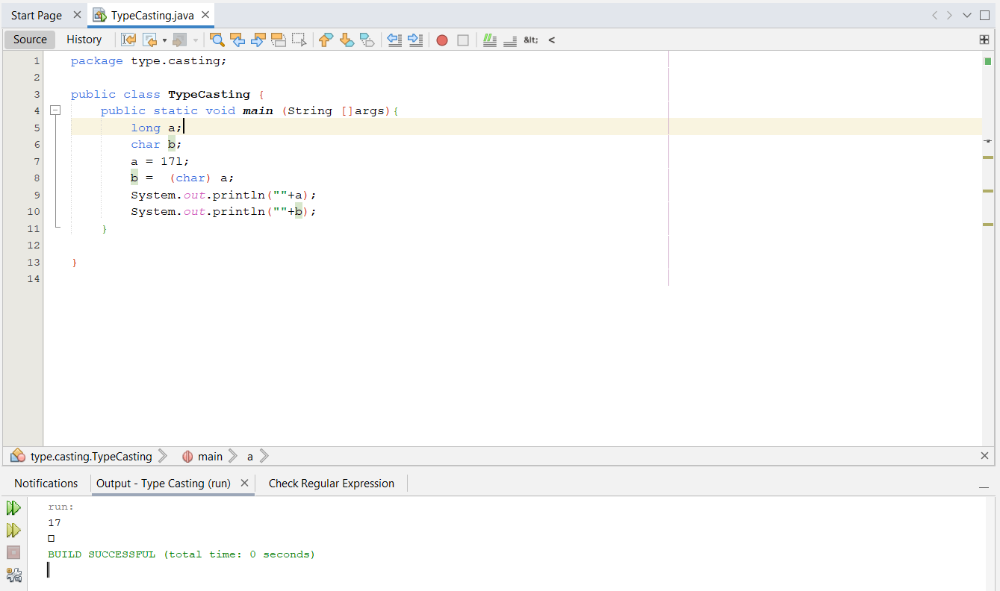 Start Page TypeCasting.java
Source History &lt; <
1 package type.casting;
2
3 public class TypeCasting {
4 public static void main (String []args){
5 long a;
6 char b;
7 a = 17l;
8 b =  (char) a;
9 System.out.println(""+a);
10 System.out.println(""+b);
11 }
12
13 }
14
type.casting.TypeCasting main a
Notifications Output - Type Casting (run) Check Regular Expression
run:
17
□
BUILD SUCCESSFUL (total time: 0 seconds)